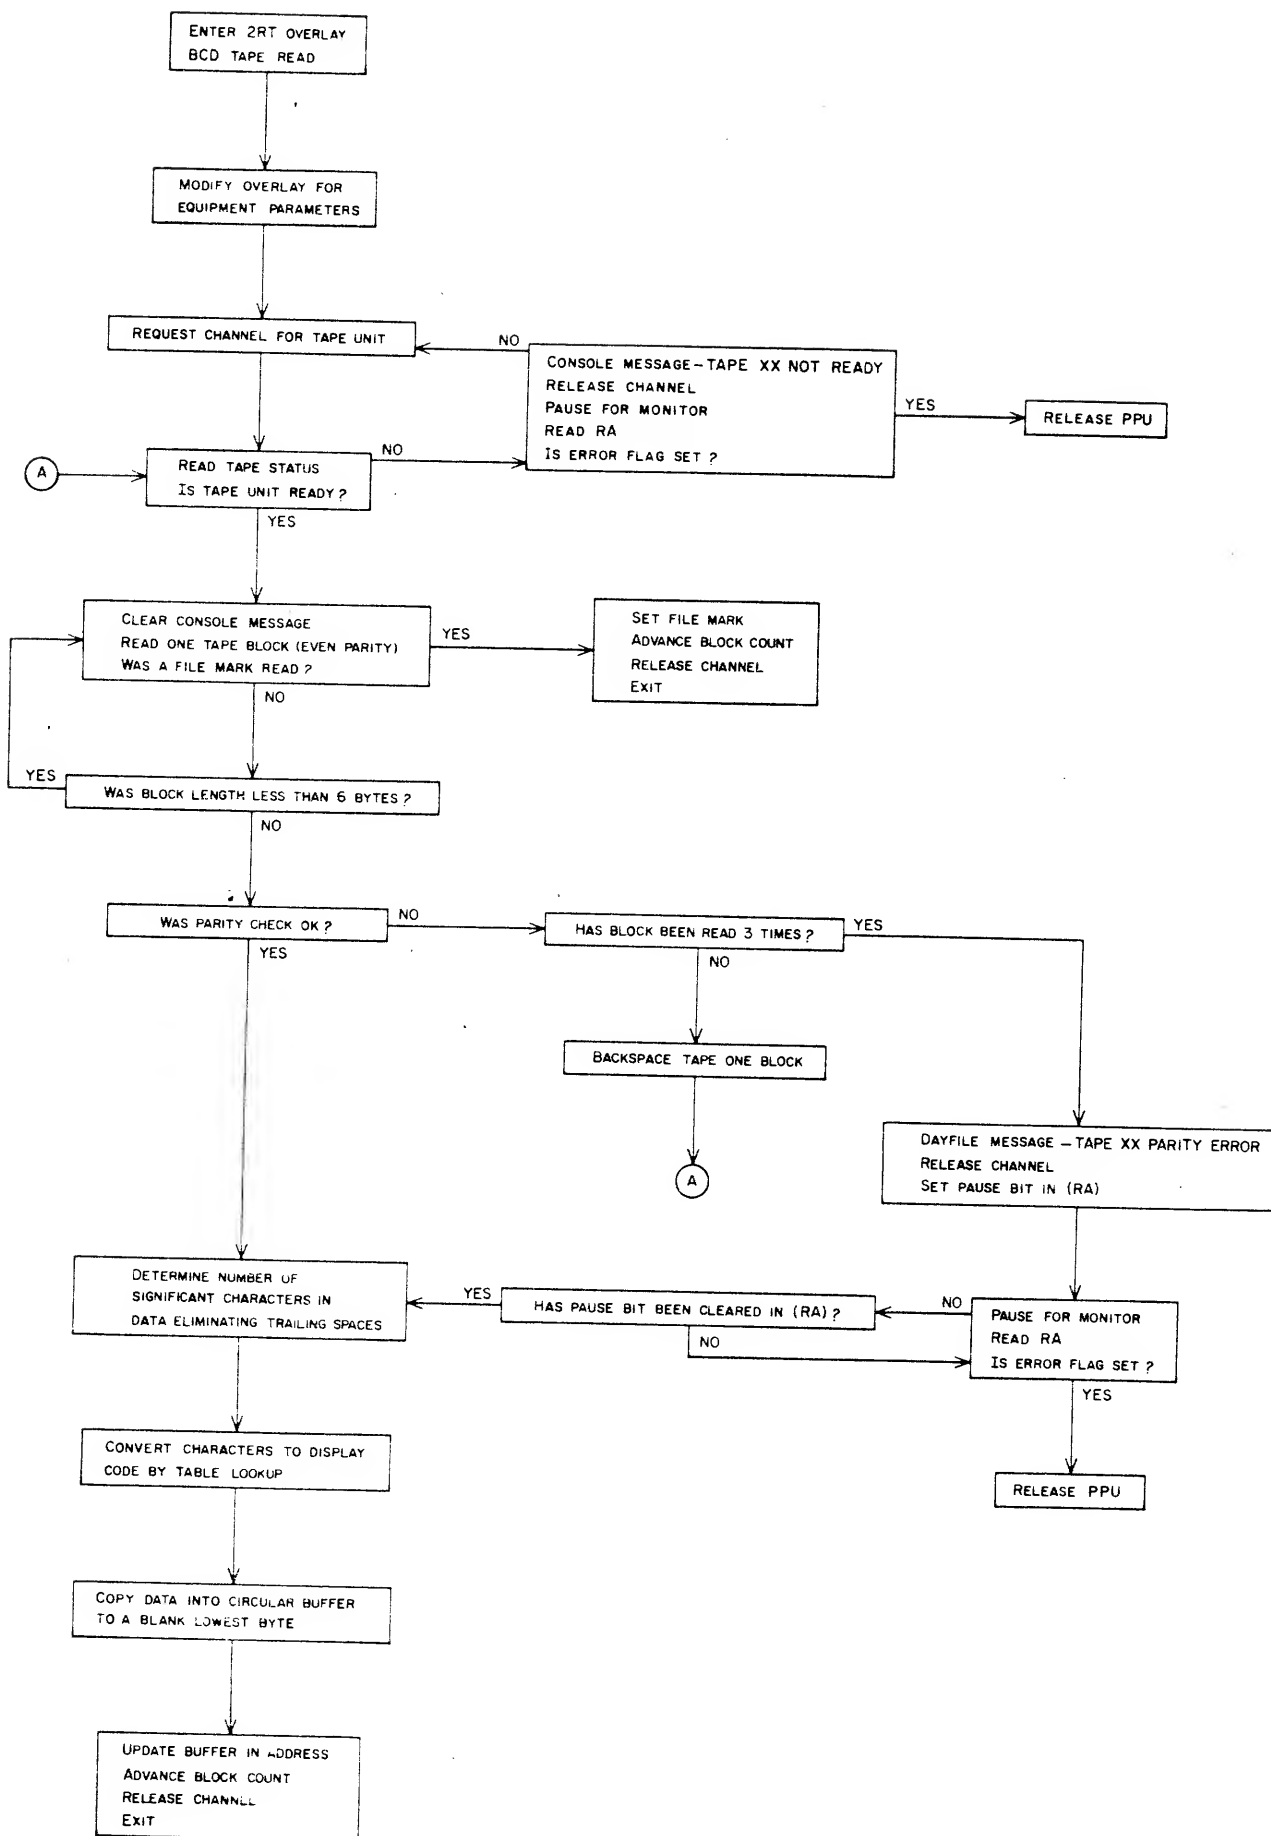 ENTER 2RT OVERLAY
BCD TAPE READ
MODIFY OVERLAY FOR
EQUIPMENT PARAMETERS
REQUEST CHANNEL FOR TAPE UNIT
NO
CONSOLE MESSAGE – TAPE XX NOT READY
RELEASE CHANNEL
PAUSE FOR MONITOR
READ RA
IS ERROR FLAG SET ?
YES
RELEASE PPU
A
READ TAPE STATUS
IS TAPE UNIT READY ?
NO
YES
CLEAR CONSOLE MESSAGE
READ ONE TAPE BLOCK (EVEN PARITY)
WAS A FILE MARK READ ?
YES
SET FILE MARK
ADVANCE BLOCK COUNT
RELEASE CHANNEL
EXIT
NO
YES
WAS BLOCK LENGTH LESS THAN 6 BYTES ?
NO
WAS PARITY CHECK OK ?
NO
HAS BLOCK BEEN READ 3 TIMES ?
YES
YES
NO
BACKSPACE TAPE ONE BLOCK
A
DAYFILE MESSAGE – TAPE XX PARITY ERROR
RELEASE CHANNEL
SET PAUSE BIT IN (RA)
DETERMINE NUMBER OF
SIGNIFICANT CHARACTERS IN
DATA ELIMINATING TRAILING SPACES
YES
HAS PAUSE BIT BEEN CLEARED IN (RA) ?
NO
NO
PAUSE FOR MONITOR
READ RA
IS ERROR FLAG SET ?
YES
RELEASE PPU
CONVERT CHARACTERS TO DISPLAY
CODE BY TABLE LOOKUP
COPY DATA INTO CIRCULAR BUFFER
TO A BLANK LOWEST BYTE
UPDATE BUFFER IN ADDRESS
ADVANCE BLOCK COUNT
RELEASE CHANNEL
EXIT